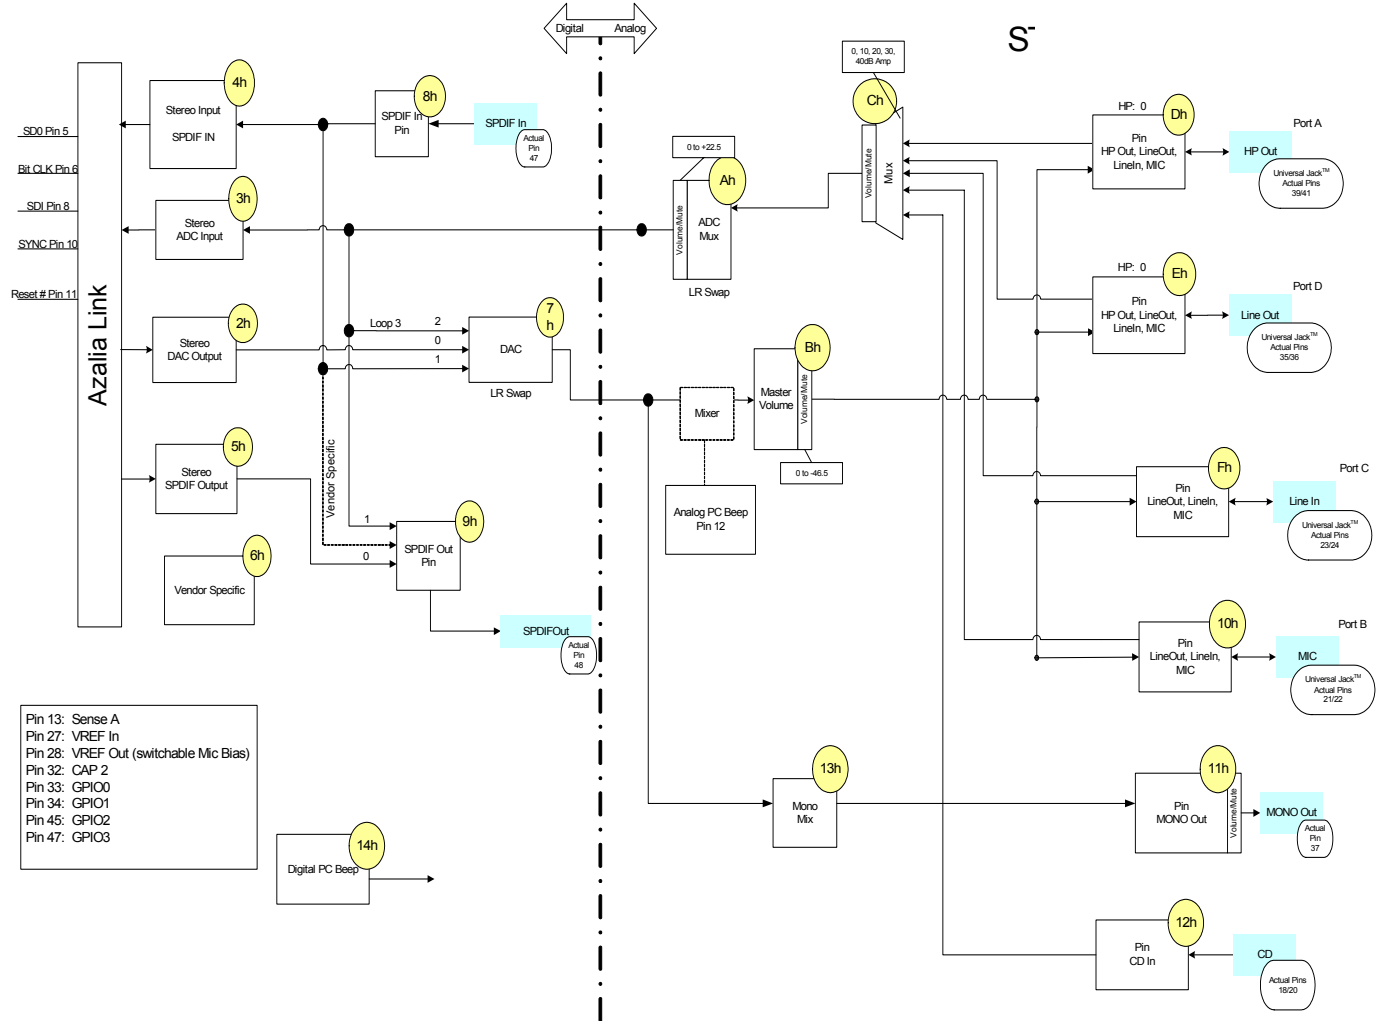 Digital
Analog
S-
0, 10, 20, 30,
40dB Amp
4h
Stereo Input
SPDIF IN
8h
SPDIF In
Pin
SPDIF In
Actual
Pin
47
Ch
Volume/Mute
Mux
HP: 0
Dh
Pin
HP Out, LineOut,
LineIn, MIC
Port A
HP Out
Universal Jack™
Actual Pins
39/41
SD0 Pin 5
Bit CLK Pin 6
SDI Pin 8
SYNC Pin 10
Reset # Pin 11
Azalia Link
3h
Stereo
ADC Input
0 to +22.5
Ah
Volume/Mute
ADC
Mux
LR Swap
HP: 0
Eh
Pin
HP Out, LineOut,
LineIn, MIC
Port D
Line Out
Universal Jack™
Actual Pins
35/36
2h
Stereo
DAC Output
Loop 3
2
0
1
7
h
DAC
LR Swap
Mixer
Bh
Master
Volume
Volume/Mute
0 to -46.5
Analog PC Beep
Pin 12
5h
Stereo
SPDIF Output
Vendor Specific
1
0
9h
SPDIF Out
Pin
Fh
Pin
LineOut, LineIn,
MIC
Port C
Line In
Universal Jack™
Actual Pins
23/24
6h
Vendor Specific
SPDIFOut
Actual
Pin
48
10h
Pin
LineOut, LineIn,
MIC
Port B
MIC
Universal Jack™
Actual Pins
21/22
Pin 13: Sense A
Pin 27: VREF In
Pin 28: VREF Out (switchable Mic Bias)
Pin 32: CAP 2
Pin 33: GPIO0
Pin 34: GPIO1
Pin 45: GPIO2
Pin 47: GPIO3
13h
Mono
Mix
11h
Pin
MONO Out
Volume/Mute
MONO Out
Actual
Pin
37
14h
Digital PC Beep
12h
Pin
CD In
CD
Actual Pins
18/20